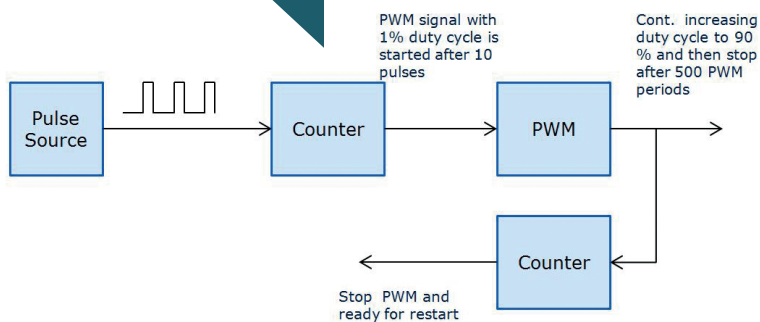 PWM signal with
1% duty cycle is
started after 10
pulses
Cont. increasing
duty cycle to 90
% and then stop
after 500 PWM
periods
Pulse
Source
Counter
PWM
Counter
Stop PWM and
ready for restart